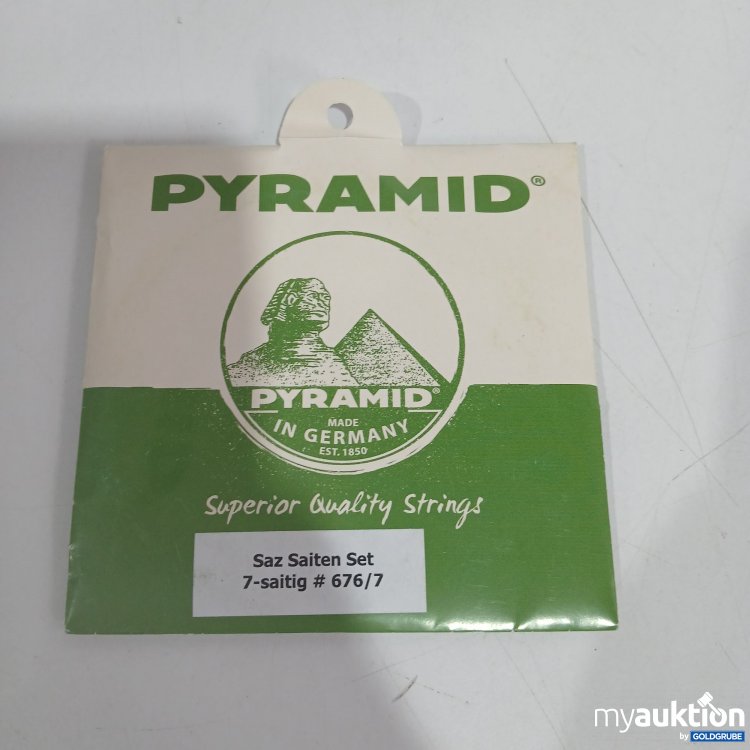 PYRAMID®
PYRAMID®
MADE
IN GERMANY
EST. 1850
Superior Quality Strings
Saz Saiten Set
7-saitig # 676/7
myauktion
by GOLDGRUBE